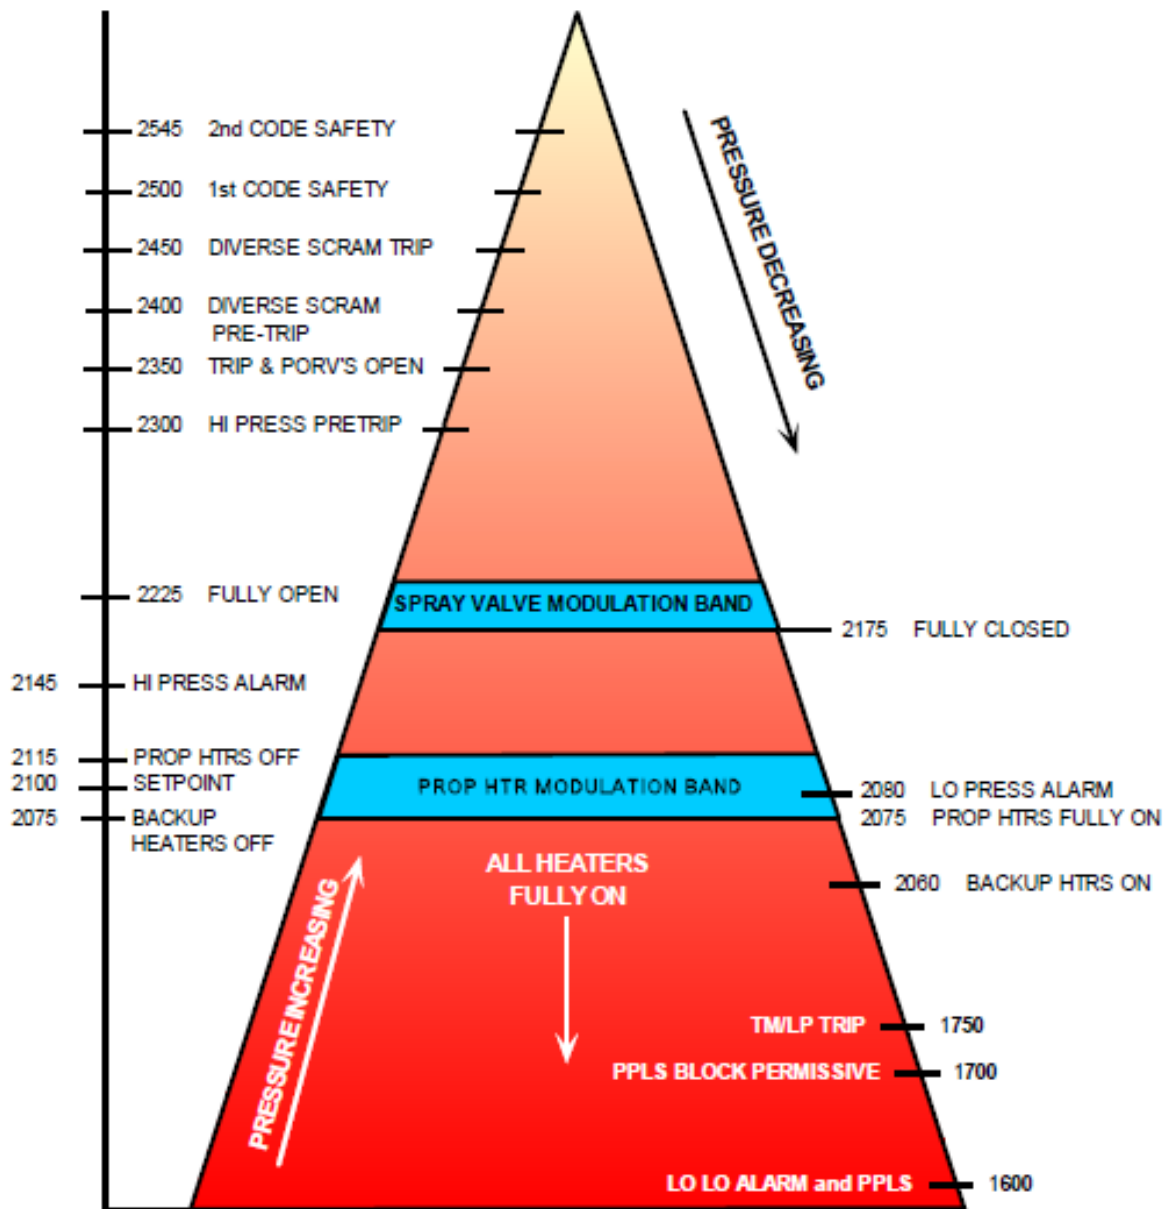 2545 2nd CODE SAFETY
2500 1st CODE SAFETY
2450 DIVERSE SCRAM TRIP
2400 DIVERSE SCRAM
PRE-TRIP
2350 TRIP & PORV'S OPEN
2300 HI PRESS PRETRIP
PRESSURE DECREASING
2225 FULLY OPEN
SPRAY VALVE MODULATION BAND
2175 FULLY CLOSED
2145 HI PRESS ALARM
2115 PROP HTRS OFF
2100 SETPOINT
2075 BACKUP
HEATERS OFF
PROP HTR MODULATION BAND
2080 LO PRESS ALARM
2075 PROP HTRS FULLY ON
ALL HEATERS
FULLY ON
2060 BACKUP HTRS ON
PRESSURE INCREASING
TM/LP TRIP 1750
PPLS BLOCK PERMISSIVE 1700
LO LO ALARM and PPLS 1600